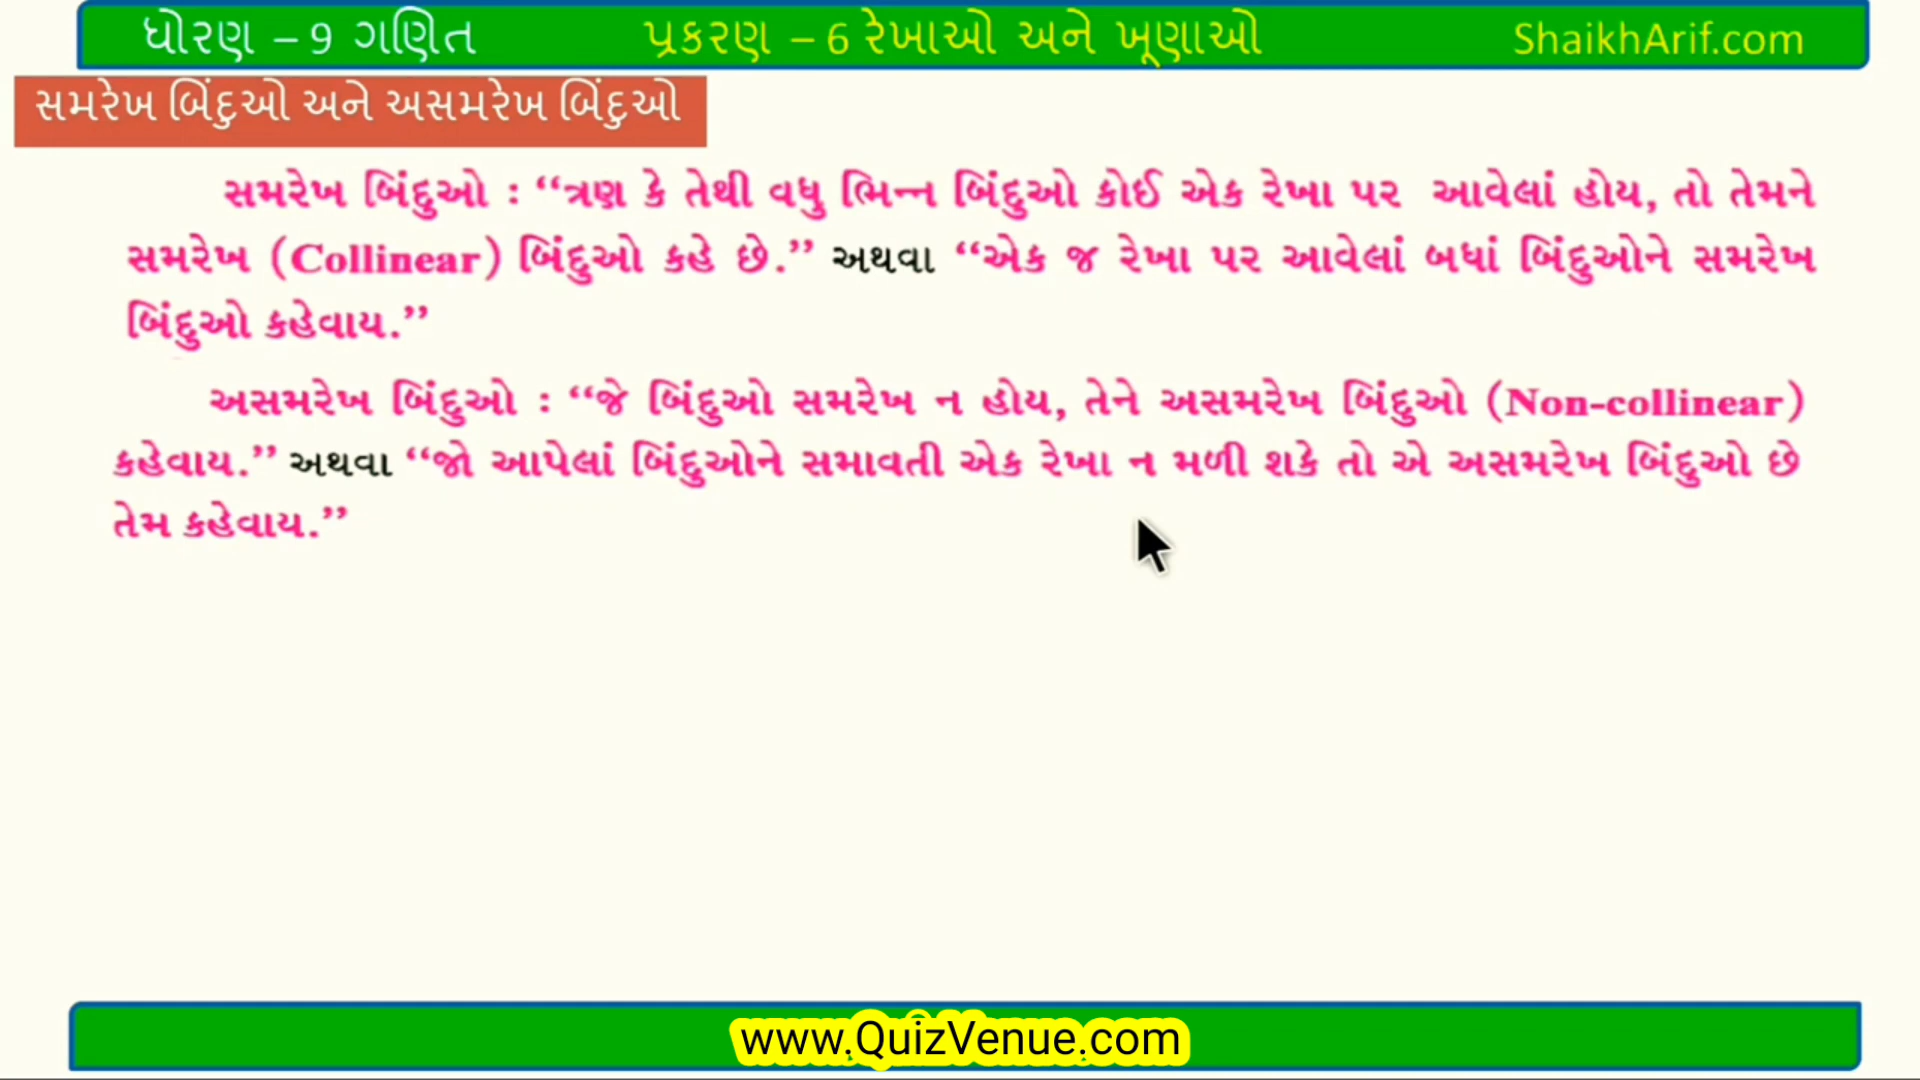 ધોરણ – 9 ગણિત પ્રકરણ – 6 રેખાઓ અને ખૂણાઓ ShaikhArif.com
સમરેખ બિંદુઓ અને અસમરેખ બિંદુઓ
સમરેખ બિંદુઓ : ‘‘ત્રણ કે તેથી વધુ ભિન્ન બિંદુઓ કોઈ એક રેખા પર આવેલાં હોય, તો તેમને
સમરેખ (Collinear) બિંદુઓ કહે છે.’’ અથવા ‘‘એક જ રેખા પર આવેલાં બધાં બિંદુઓને સમરેખ
બિંદુઓ કહેવાય.’’
અસમરેખ બિંદુઓ : ‘‘જે બિંદુઓ સમરેખ ન હોય, તેને અસમરેખ બિંદુઓ (Non-collinear)
કહેવાય.’’ અથવા ‘‘જો આપેલાં બિંદુઓને સમાવતી એક રેખા ન મળી શકે તો એ અસમરેખ બિંદુઓ છે
તેમ કહેવાય.’’
www.QuizVenue.com